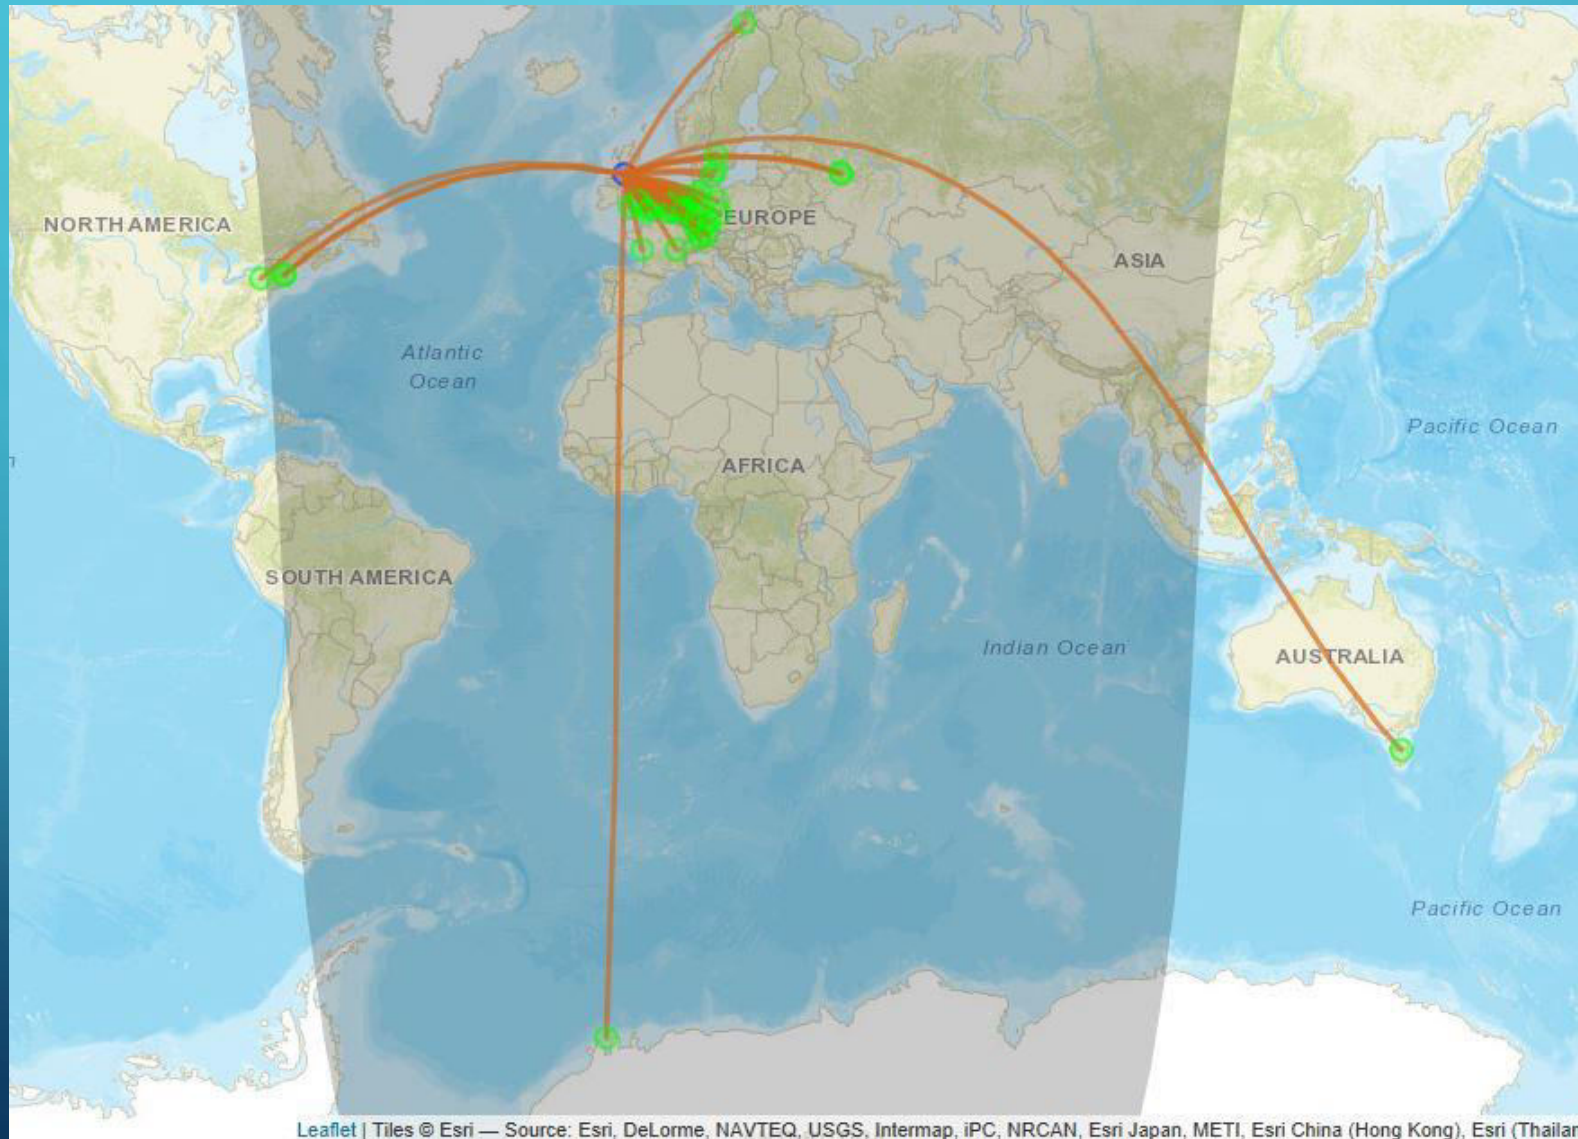 NORTH AMERICA
EUROPE
ASIA
Atlantic
Ocean
Pacific Ocean
AFRICA
SOUTH AMERICA
Indian Ocean
AUSTRALIA
Pacific Ocean
Leaflet | Tiles © Esri — Source: Esri, DeLorme, NAVTEQ, USGS, Intermap, iPC, NRCAN, Esri Japan, METI, Esri China (Hong Kong), Esri (Thailan